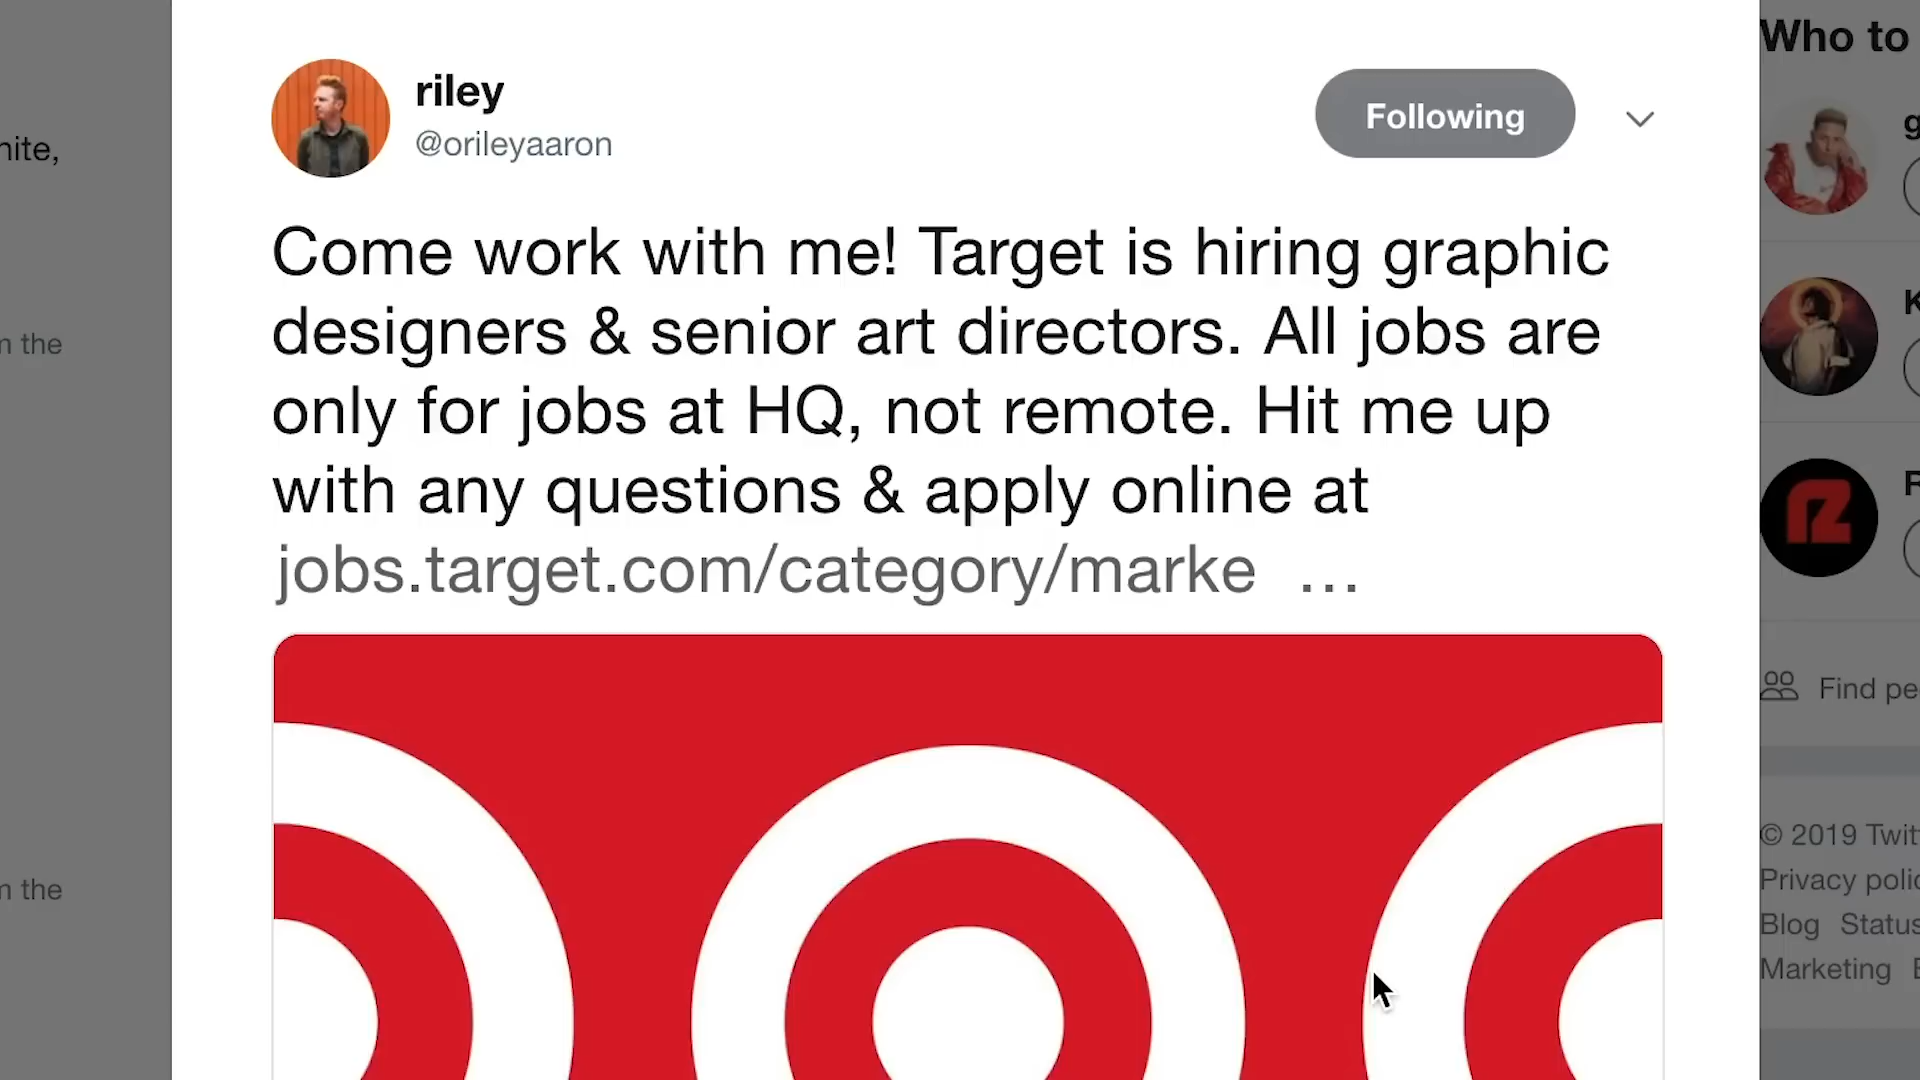 riley
@orileyaaron
Following
Come work with me! Target is hiring graphic
designers & senior art directors. All jobs are
only for jobs at HQ, not remote. Hit me up
with any questions & apply online at
jobs.target.com/category/marke …
Who to
Find pe
© 2019 Twit
Privacy polic
Blog Status
Marketing
nite,
n the
n the